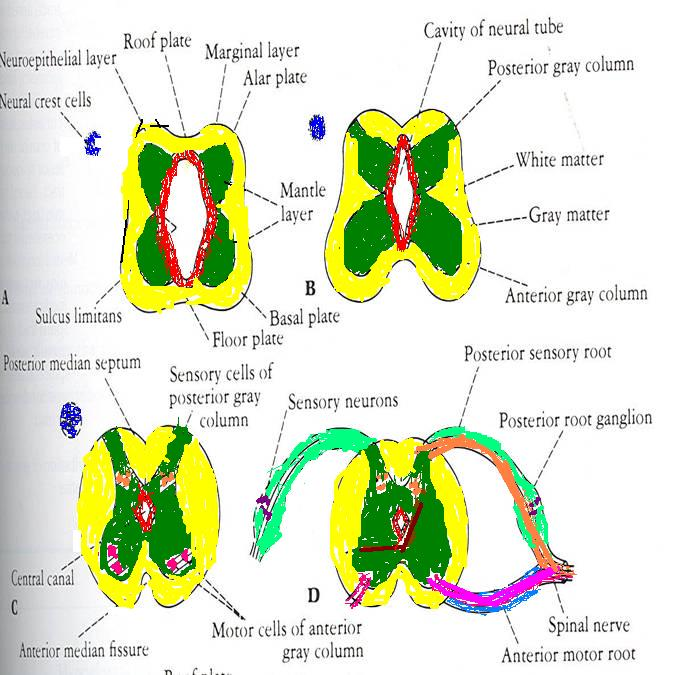 Roof plate
Neuroepithelial layer
Marginal layer
Alar plate
Neural crest cells
Mantle
layer
A
Sulcus limitans
Basal plate
Floor plate
Cavity of neural tube
Posterior gray column
White matter
Gray matter
B
Anterior gray column
Posterior median septum
Sensory cells of
posterior gray
column
Central canal
C
Anterior median fissure
Motor cells of anterior
gray column
Sensory neurons
Posterior sensory root
Posterior root ganglion
D
Spinal nerve
Anterior motor root